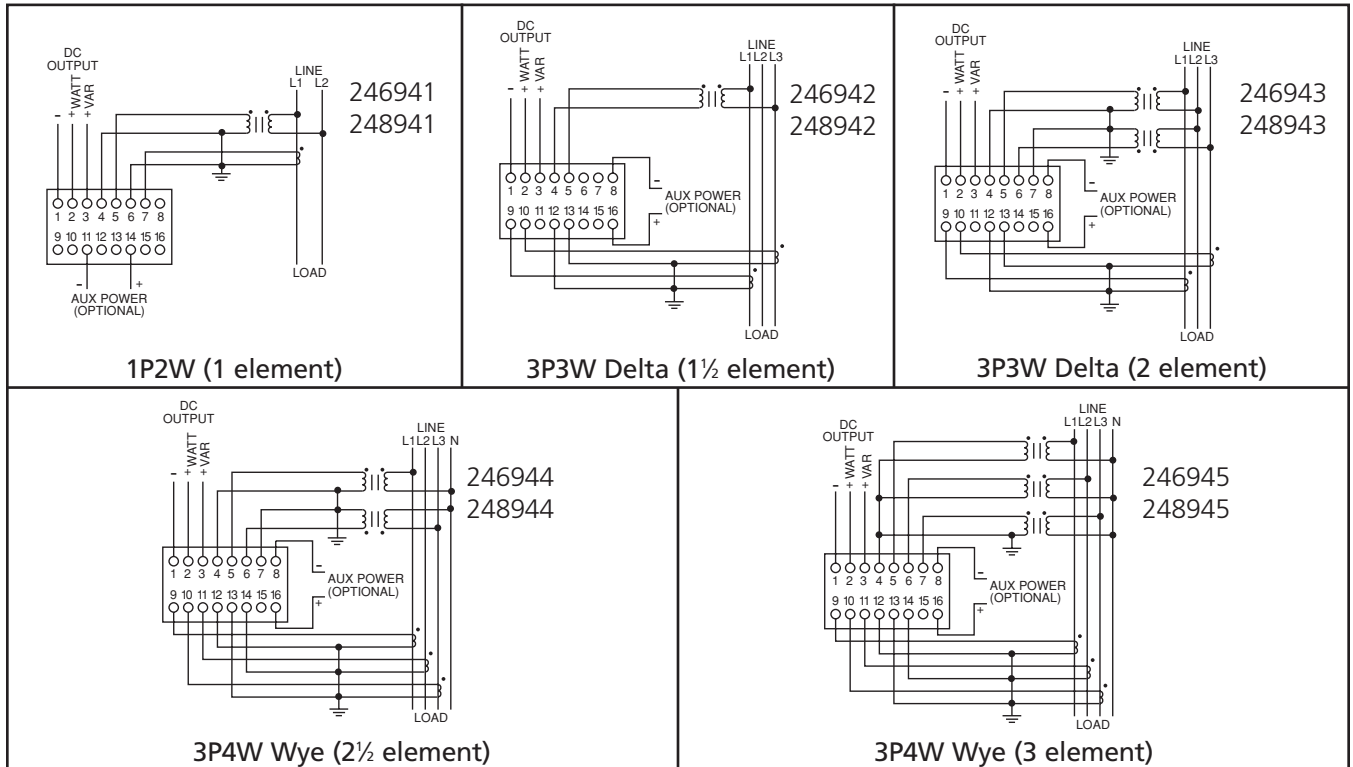 DC
OUTPUT
-
+ WATT
+ VAR
LINE
L1 L2
246941
248941
1 2 3 4 5 6 7 8
9 10 11 12 13 14 15 16
- +
AUX POWER
(OPTIONAL)
LOAD
1P2W (1 element)
DC
OUTPUT
-
+ WATT
+ VAR
LINE
L1 L2 L3
246942
248942
1 2 3 4 5 6 7 8
9 10 11 12 13 14 15 16
-
AUX POWER
(OPTIONAL)
+
LOAD
3P3W Delta (1½ element)
DC
OUTPUT
-
+ WATT
+ VAR
LINE
L1 L2 L3
246943
248943
1 2 3 4 5 6 7 8
9 10 11 12 13 14 15 16
-
AUX POWER
(OPTIONAL)
+
LOAD
3P3W Delta (2 element)
DC
OUTPUT
-
+ WATT
+ VAR
LINE
L1 L2 L3 N
246944
248944
1 2 3 4 5 6 7 8
9 10 11 12 13 14 15 16
-
AUX POWER
(OPTIONAL)
+
LOAD
3P4W Wye (2½ element)
DC
OUTPUT
-
+ WATT
+ VAR
LINE
L1 L2 L3 N
246945
248945
1 2 3 4 5 6 7 8
9 10 11 12 13 14 15 16
-
AUX POWER
(OPTIONAL)
+
LOAD
3P4W Wye (3 element)